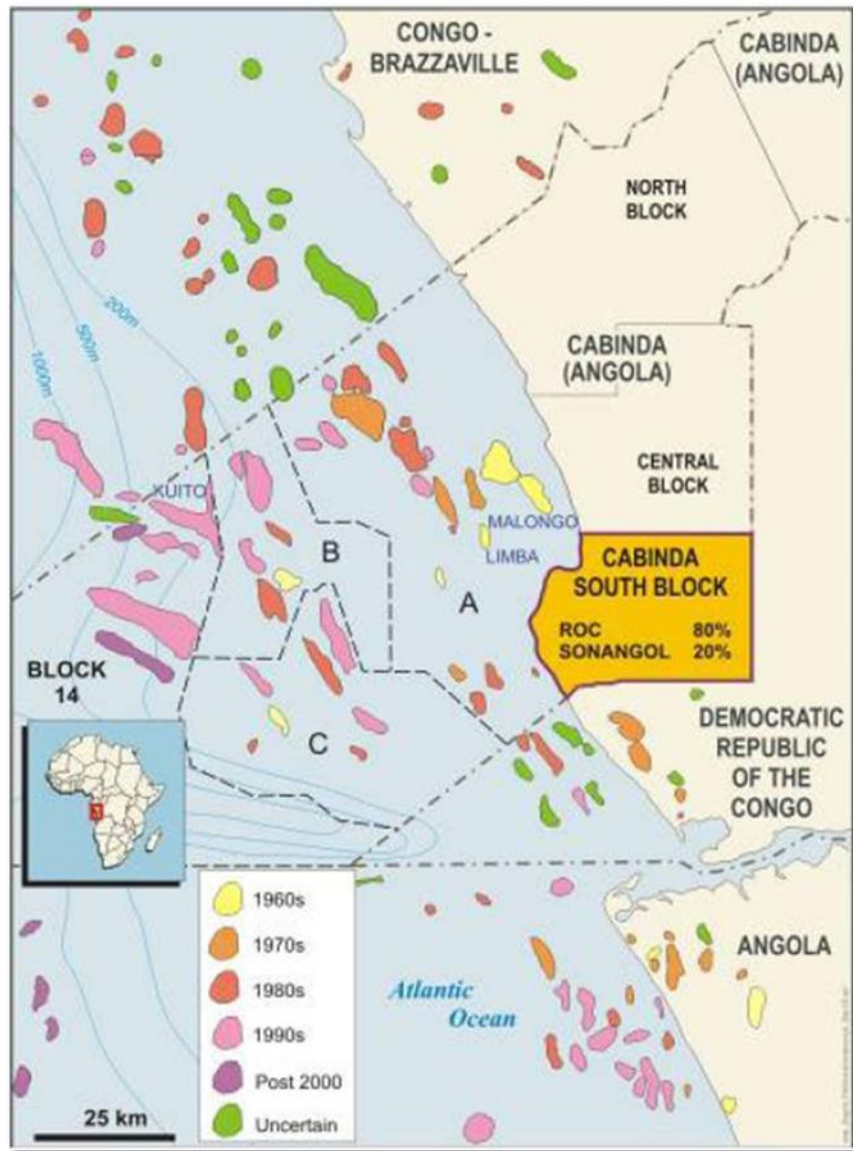 CONGO -
BRAZZAVILLE
CABINDA
(ANGOLA)
NORTH
BLOCK
200m
500m
1000m
CABINDA
(ANGOLA)
CENTRAL
BLOCK
KUITO
MALONGO
LIMBA
B
A
CABINDA
SOUTH BLOCK
ROC 80%
SONANGOL 20%
BLOCK
14
C
DEMOCRATIC
REPUBLIC
OF THE
CONGO
1960s
1970s
1980s
1990s
Post 2000
Uncertain
ANGOLA
Atlantic
Ocean
25 km